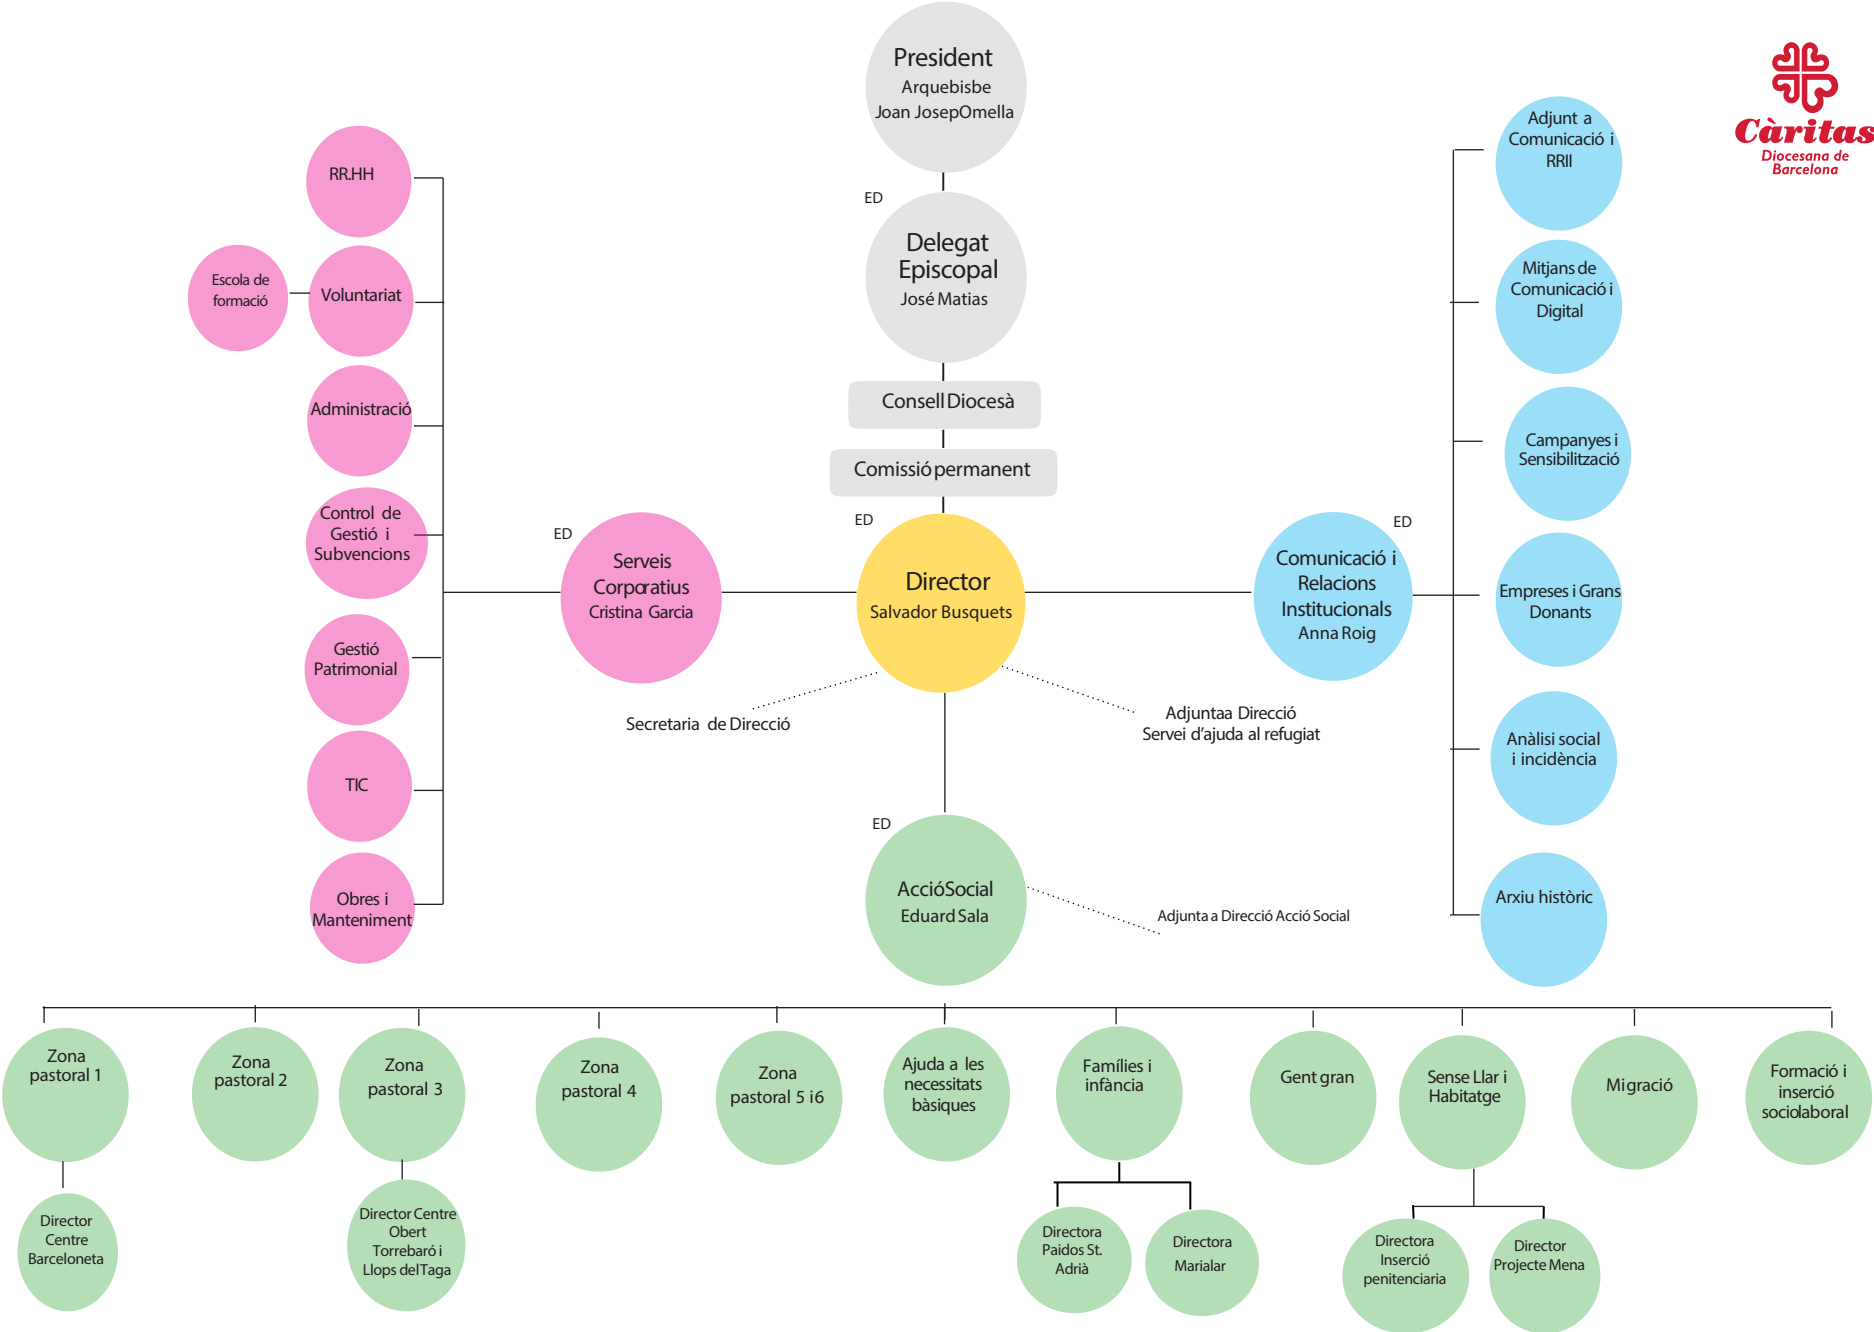 President
Arquebisbe
Joan JosepOmella
Càritas
Diocesana de
Barcelona
ED
Delegat
Episcopal
José Matias
Consell Diocesà
Comissió permanent
ED
Director
Salvador Busquets
Secretaria de Direcció
Adjuntaa Direcció
Servei d'ajuda al refugiat
ED
Serveis
Corporatius
Cristina Garcia
RR.HH
Escola de
formació
Voluntariat
Administració
Control de
Gestió i
Subvencions
Gestió
Patrimonial
TIC
Obres i
Manteniment
ED
Comunicació i
Relacions
Institucionals
Anna Roig
Adjunt a
Comunicació i
RRII
Mitjans de
Comunicació i
Digital
Campanyes i
Sensibilització
Empreses i Grans
Donants
Anàlisi social
i incidència
Arxiu històric
ED
AccióSocial
Eduard Sala
Adjunta a Direcció Acció Social
Zona
pastoral 1
Zona
pastoral 2
Zona
pastoral 3
Zona
pastoral 4
Zona
pastoral 5 i6
Ajuda a les
necessitats
bàsiques
Famílies i
infància
Gent gran
Sense Llar i
Habitatge
Migració
Formació i
inserció
sociolaboral
Director
Centre
Barceloneta
Director Centre
Obert
Torrebaró i
Llops delTaga
Directora
Paidos St.
Adrià
Directora
Marialar
Directora
Inserció
penitenciaria
Director
Projecte Mena